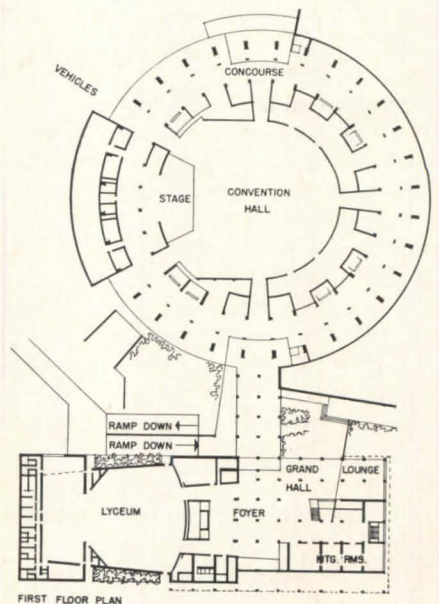 CONCOURSE
VEHICLES
STAGE
CONVENTION
HALL
RAMP DOWN
RAMP DOWN
GRAND
HALL
LOUNGE
LYCEUM
FOYER
MTG. RMS.
FIRST FLOOR PLAN